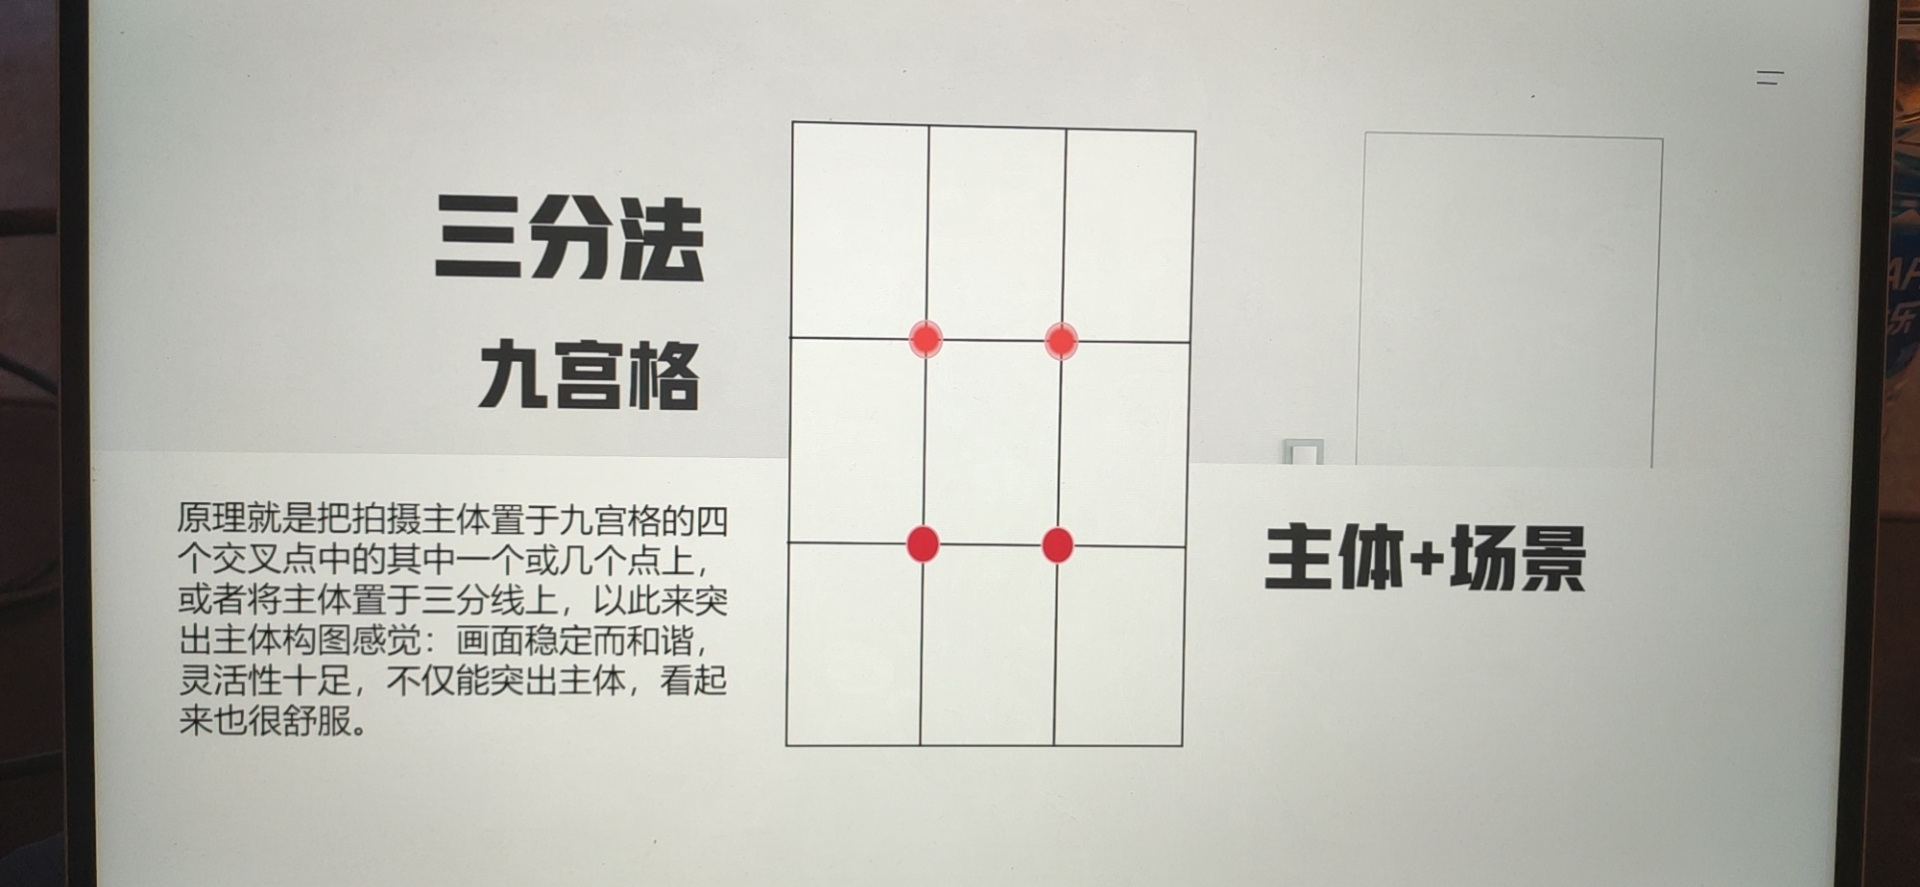 三分法
九宫格
原理就是把拍摄主体置于九宫格的四
个交叉点中的其中一个或几个点上，
或者将主体置于三分线上，以此来突
出主体构图感觉：画面稳定而和谐，
灵活性十足，不仅能突出主体，看起
来也很舒服。
主体+场景